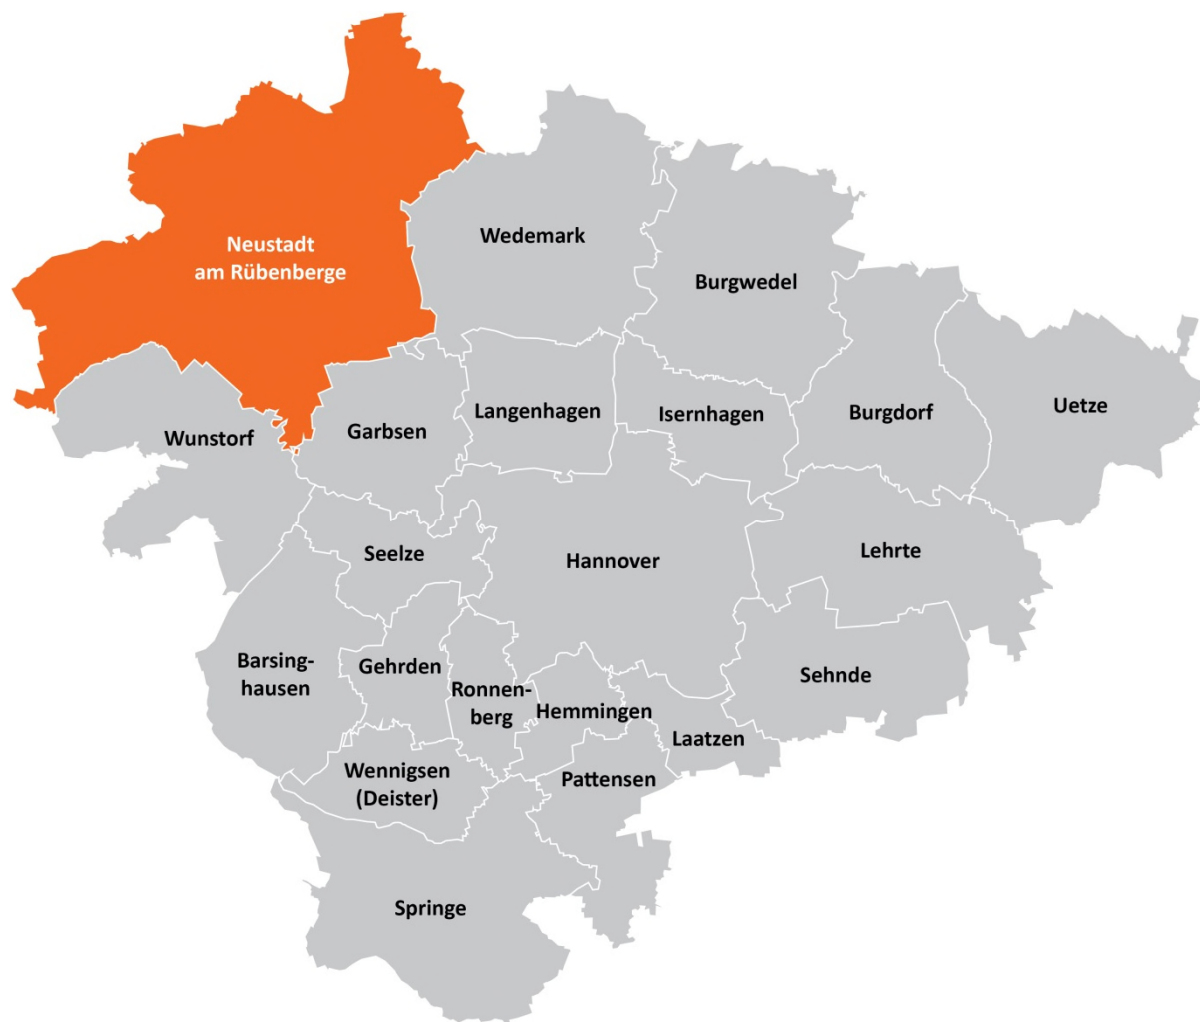 Neustadt
am Rübenberge
Wedemark
Burgwedel
Wunstorf
Garbsen
Langenhagen
Isernhagen
Burgdorf
Uetze
Seelze
Hannover
Lehrte
Barsing-
hausen
Gehrden
Ronnen-
berg
Hemmingen
Laatzen
Sehnde
Wennigsen
(Deister)
Pattensen
Springe